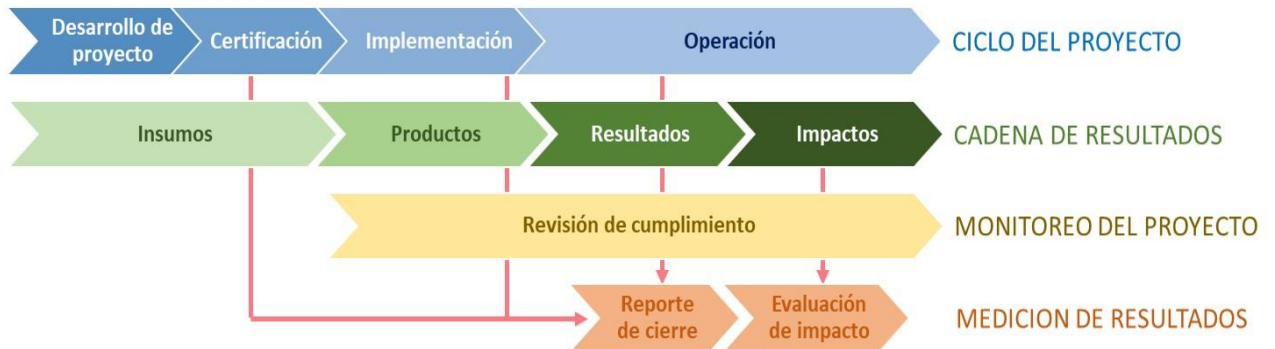 Desarrollo de
proyecto
Certificación
Implementación
Operación
CICLO DEL PROYECTO
Insumos
Productos
Resultados
Impactos
CADENA DE RESULTADOS
Revisión de cumplimiento
MONITOREO DEL PROYECTO
Reporte
de cierre
Evaluación
de impacto
MEDICION DE RESULTADOS